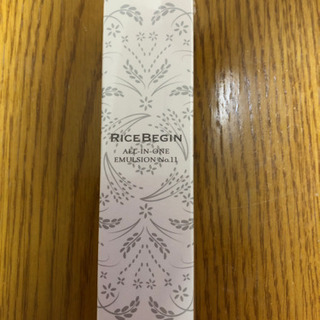 RICEBEGIN
ALL-IN-ONE
EMULSION No.11